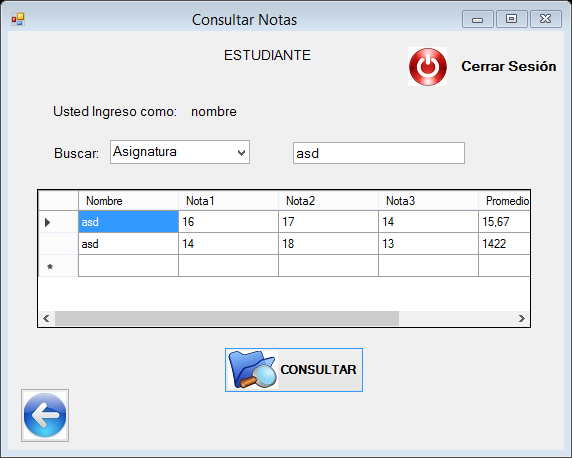 Consultar Notas
ESTUDIANTE
Cerrar Sesión
Usted Ingreso como: nombre
Buscar: Asignatura asd
Nombre Nota1 Nota2 Nota3 Promedio
asd 16 17 14 15,67
asd 14 18 13 1422
*
CONSULTAR